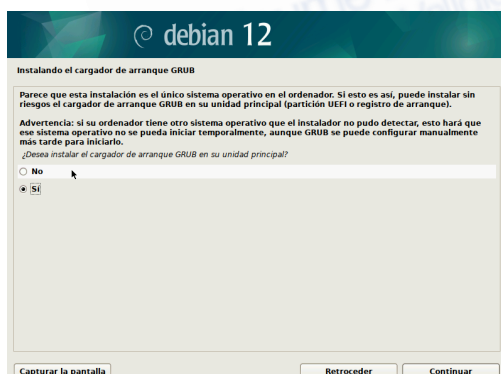 debian 12
Instalando el cargador de arranque GRUB
Parece que esta instalación es el único sistema operativo en el ordenador. Si esto es así, puede instalar sin
riesgos el cargador de arranque GRUB en su unidad principal (partición UEFI o registro de arranque).
Advertencia: si su ordenador tiene otro sistema operativo que el instalador no pudo detectar, esto hará que
ese sistema operativo no se pueda iniciar temporalmente, aunque GRUB se puede configurar manualmente
más tarde para iniciarlo.
¿Desea instalar el cargador de arranque GRUB en su unidad principal?
No
Sí
Capturar la pantalla
Retroceder
Continuar